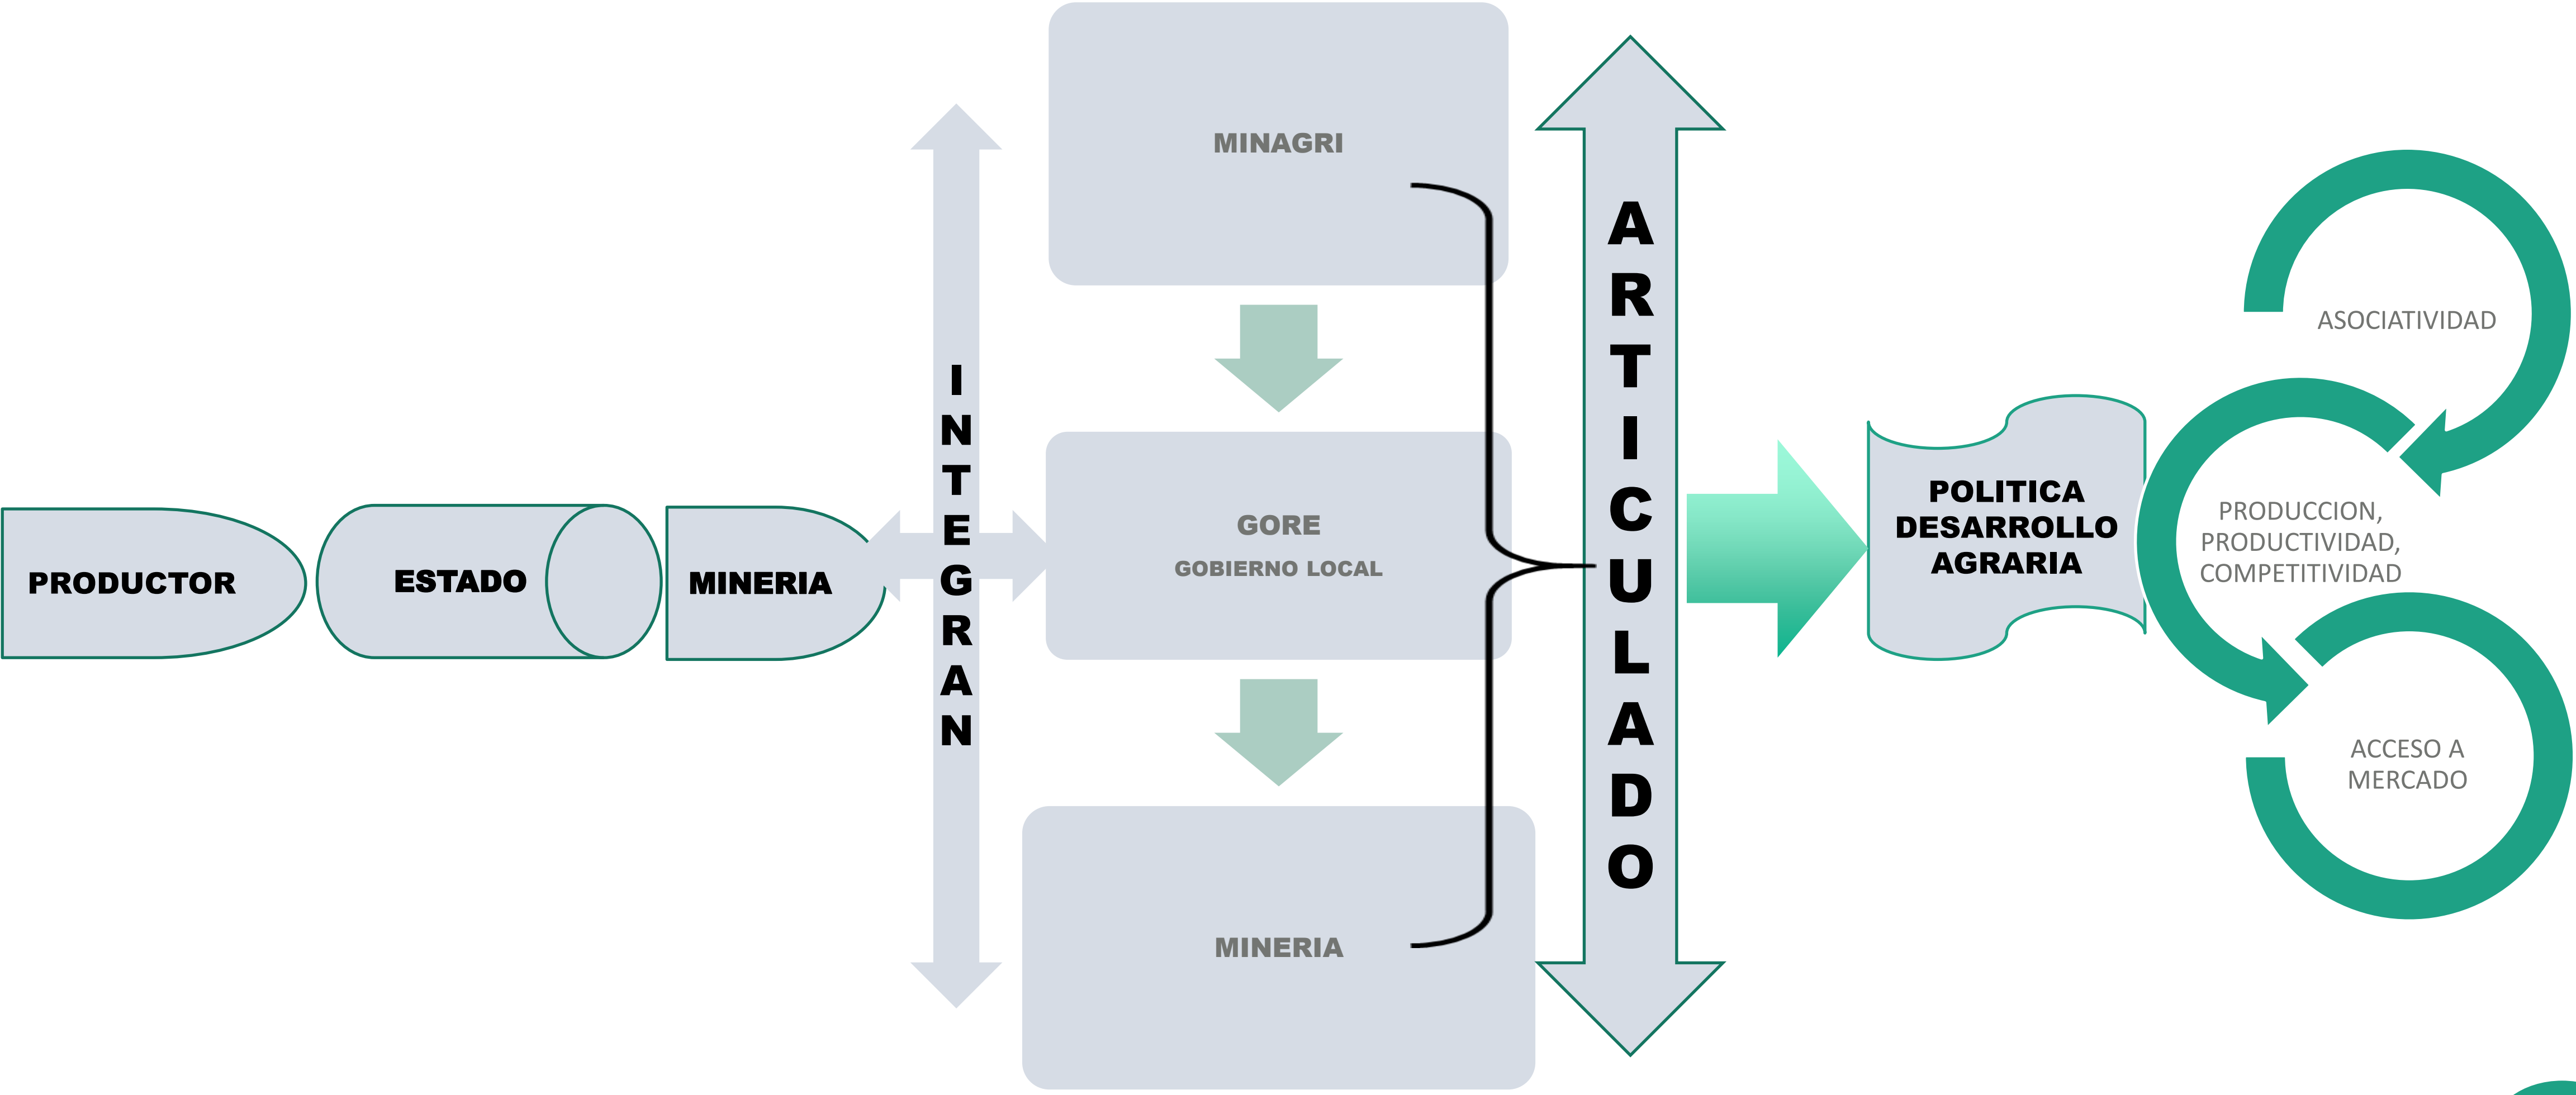 PRODUCTOR
ESTADO
MINERIA
INTEGRAN
MINAGRI
GORE
GOBIERNO LOCAL
MINERIA
ARTICULADO
POLITICA
DESARROLLO
AGRARIA
ASOCIATIVIDAD
PRODUCCION,
PRODUCTIVIDAD,
COMPETITIVIDAD
ACCESO A
MERCADO